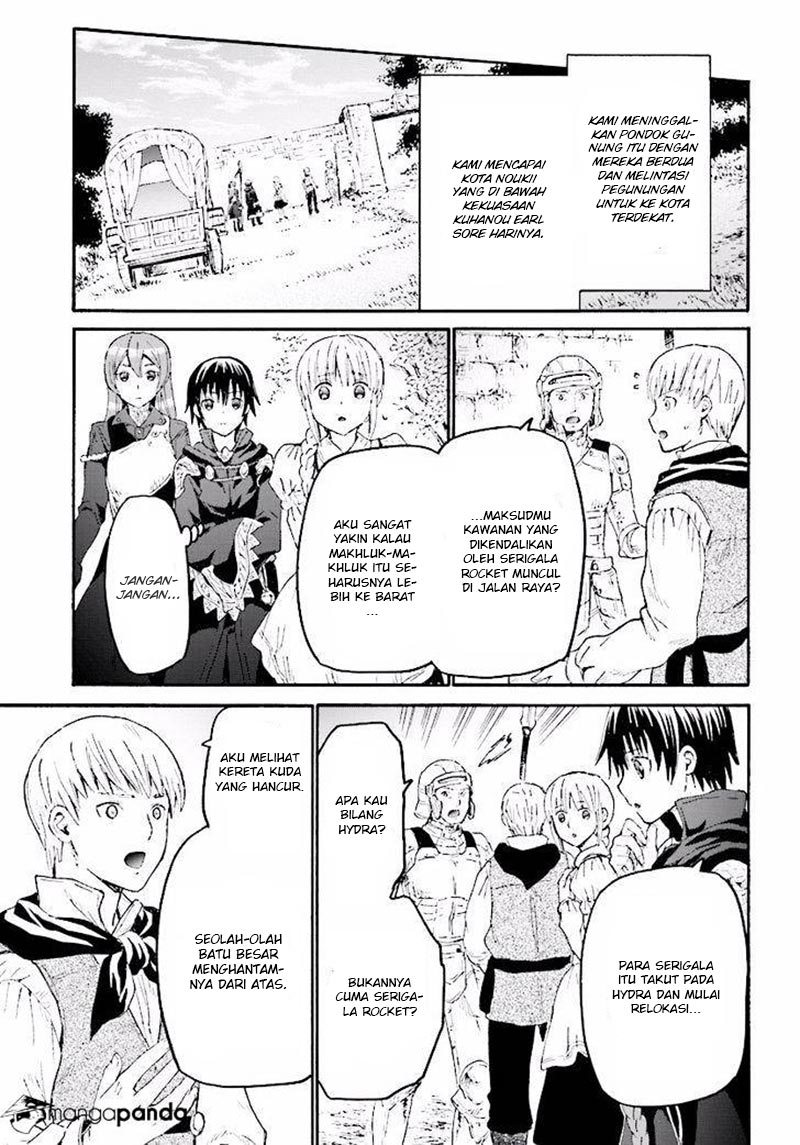 KAMI MENINGGAL-
KAN PONDOK GU-
NUNG ITU DENGAN
MEREKA BERDUA
DAN MELINTASI
PEGUNUNGAN
UNTUK KE KOTA
TERDEKAT.
KAMI MENCAPAI
KOTA NOUKII
YANG DI BAWAH
KEKUASAAN
KUHANOU EARL
SORE HARINYA.
...MAKSUDMU
KAWANAN YANG
DIKENDALIKAN
OLEH SERIGALA
ROCKET MUNCUL
DI JALAN RAYA?
AKU SANGAT
YAKIN KALAU
MAKHLUK-MA-
KHLUK ITU SE-
HARUSNYA LE-
BIH KE BARAT
...
JANGAN-
JANGAN...
PARA SERIGALA
ITU TAKUT PADA
HYDRA DAN MULAI
RELOKASI...
APA KAU
BILANG HYDRA?
BUKANNYA
CUMA SERIGA-
LA ROCKET?
AKU MELIHAT
KERETA KUDA
YANG HANCUR.
SEOLAH-OLAH
BATU BESAR
MENGHANTAM-
NYA DARI ATAS.
mangapanda